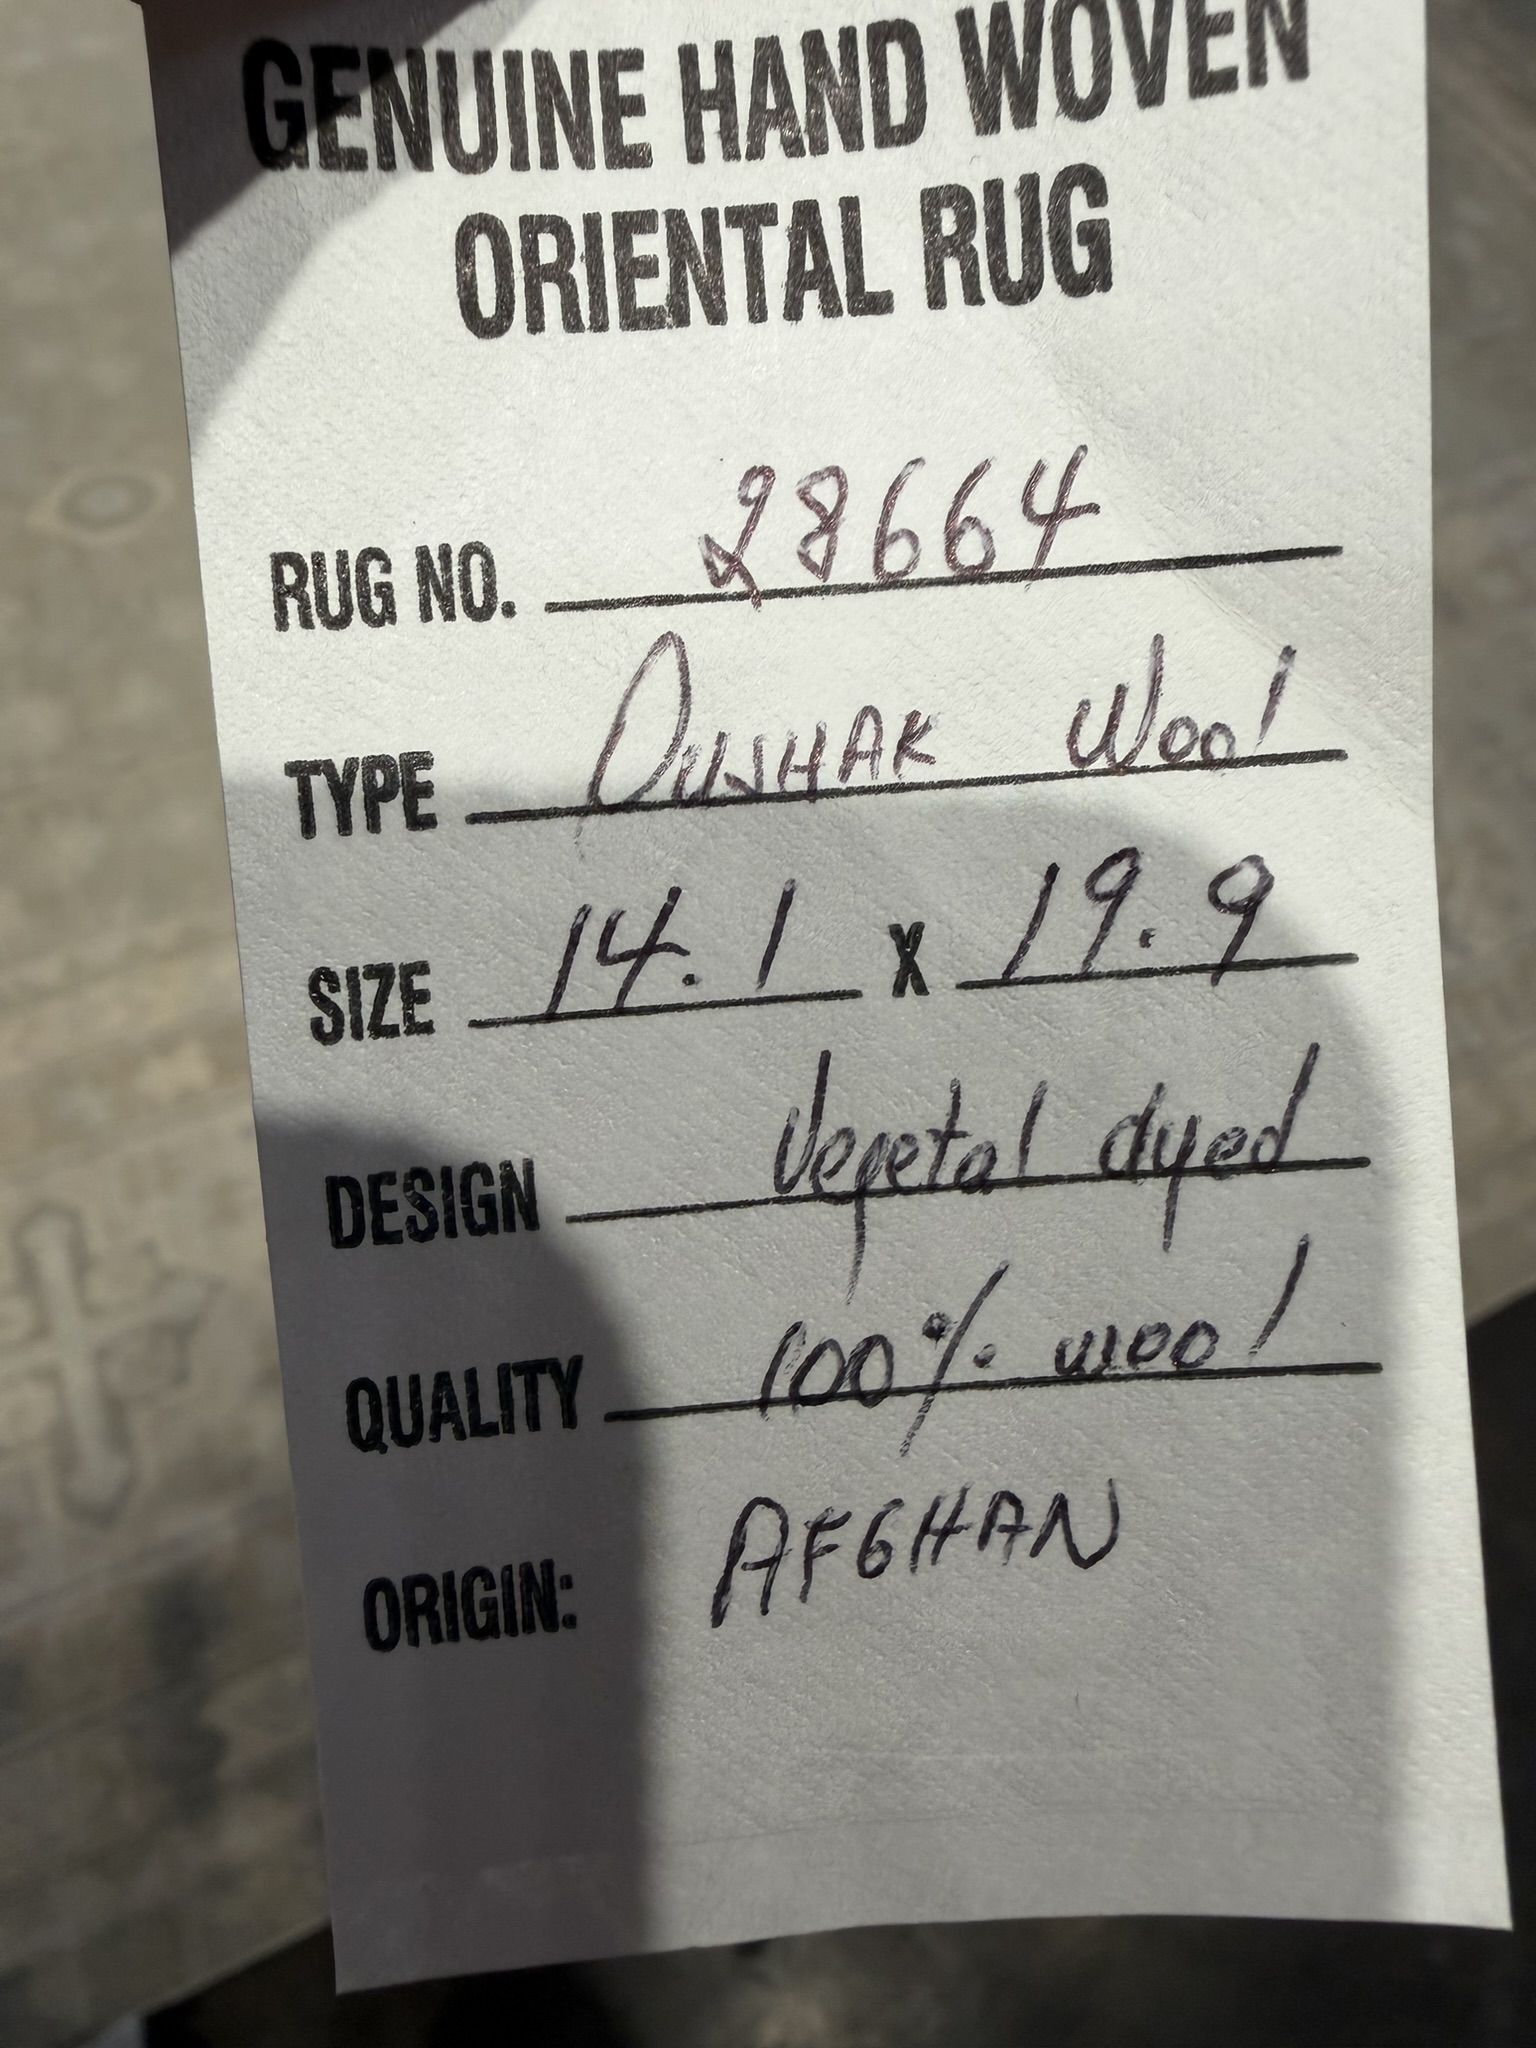 GENUINE HAND WOVEN
ORIENTAL RUG
RUG NO. 28664
TYPE OUSHAK Wool
SIZE 14.1 X 19.9
DESIGN Vegetal dyed
QUALITY 100% wool
ORIGIN: AFGHAN